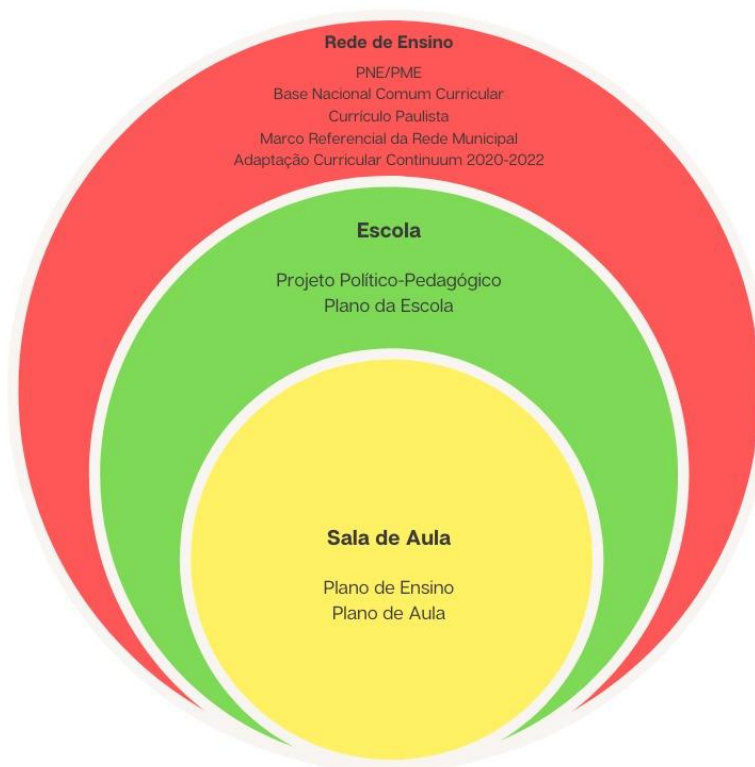 Rede de Ensino
PNE/PME
Base Nacional Comum Curricular
Currículo Paulista
Marco Referencial da Rede Municipal
Adaptação Curricular Continuum 2020-2022
Escola
Projeto Político-Pedagógico
Plano da Escola
Sala de Aula
Plano de Ensino
Plano de Aula